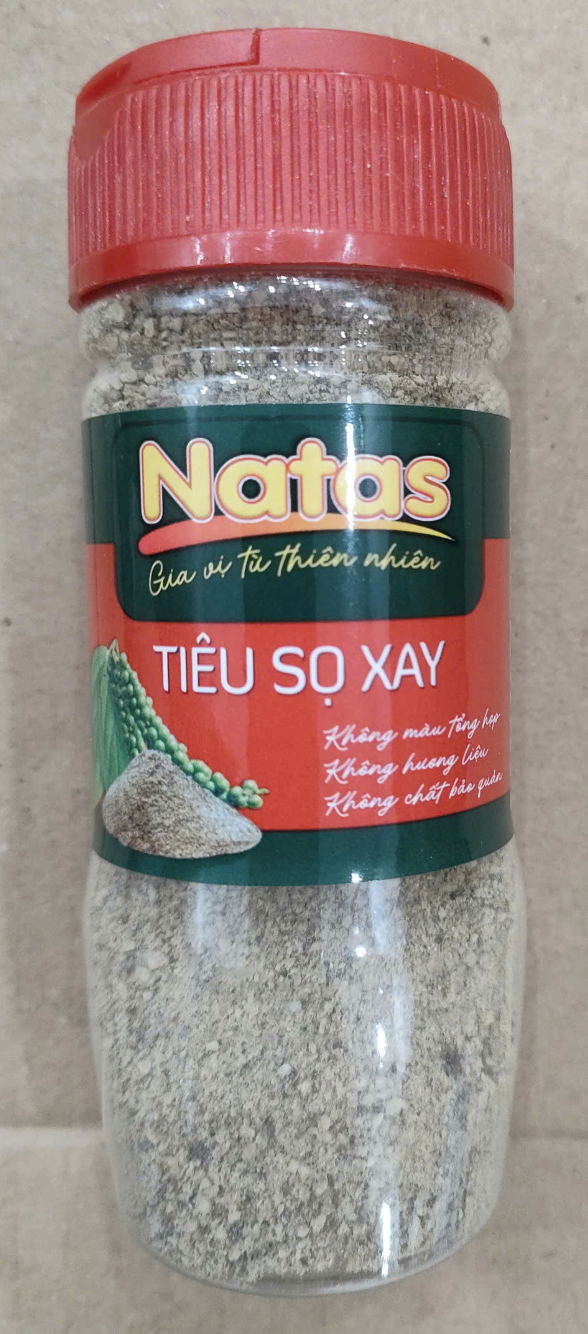 Natas
Gia vị từ thiên nhiên
TIÊU SỌ XAY
Không màu tổng hợp
Không hương liệu
Không chất bảo quản